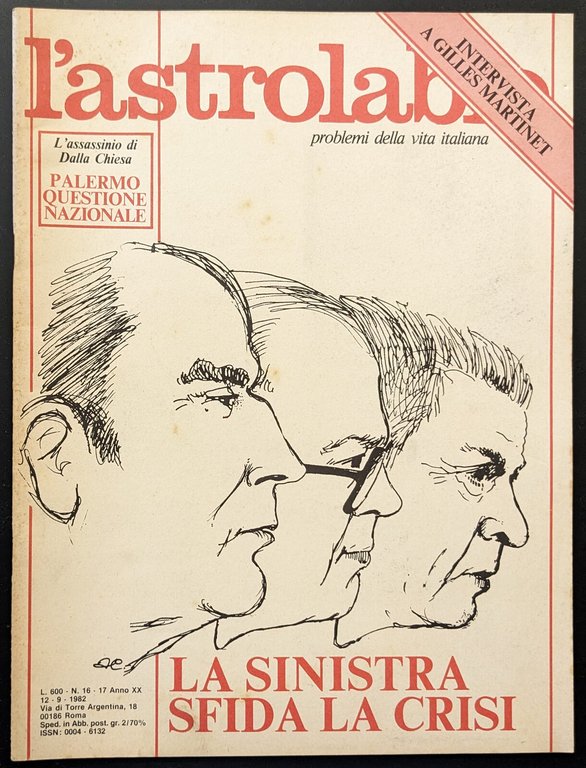 l'astrolabio
INTERVISTA
A GILLES MARTINET
problemi della vita italiana
L'assassinio di
Dalla Chiesa
PALERMO
QUESTIONE
NAZIONALE
LA SINISTRA
SFIDA LA CRISI
L. 600 - N. 16 - 17 Anno XX
12 - 9 - 1982
Via di Torre Argentina, 18
00186 Roma
Sped. in Abb. post. gr. 2/70%
ISSN: 0004 - 6132